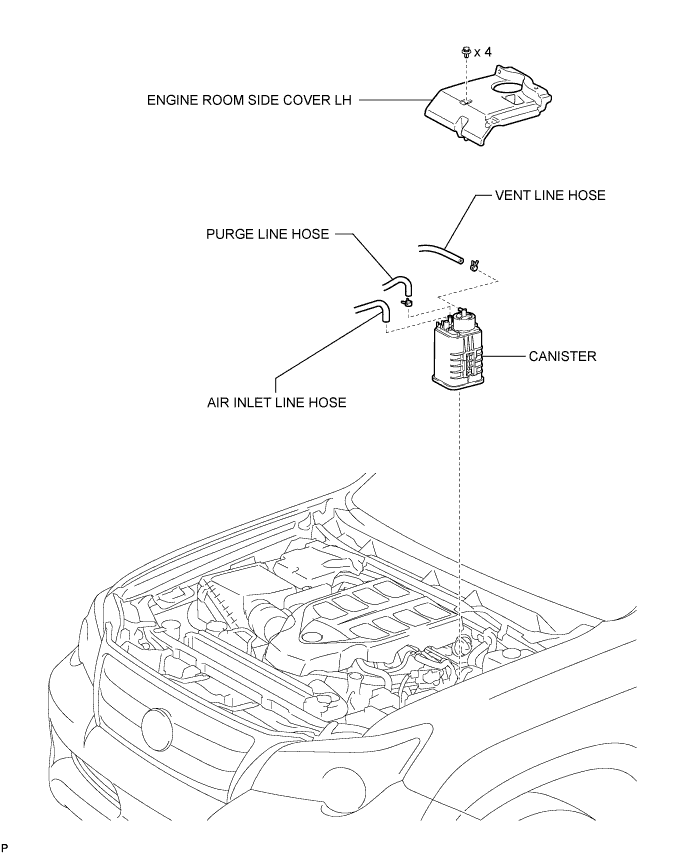 x 4
ENGINE ROOM SIDE COVER LH
VENT LINE HOSE
PURGE LINE HOSE
CANISTER
AIR INLET LINE HOSE
P